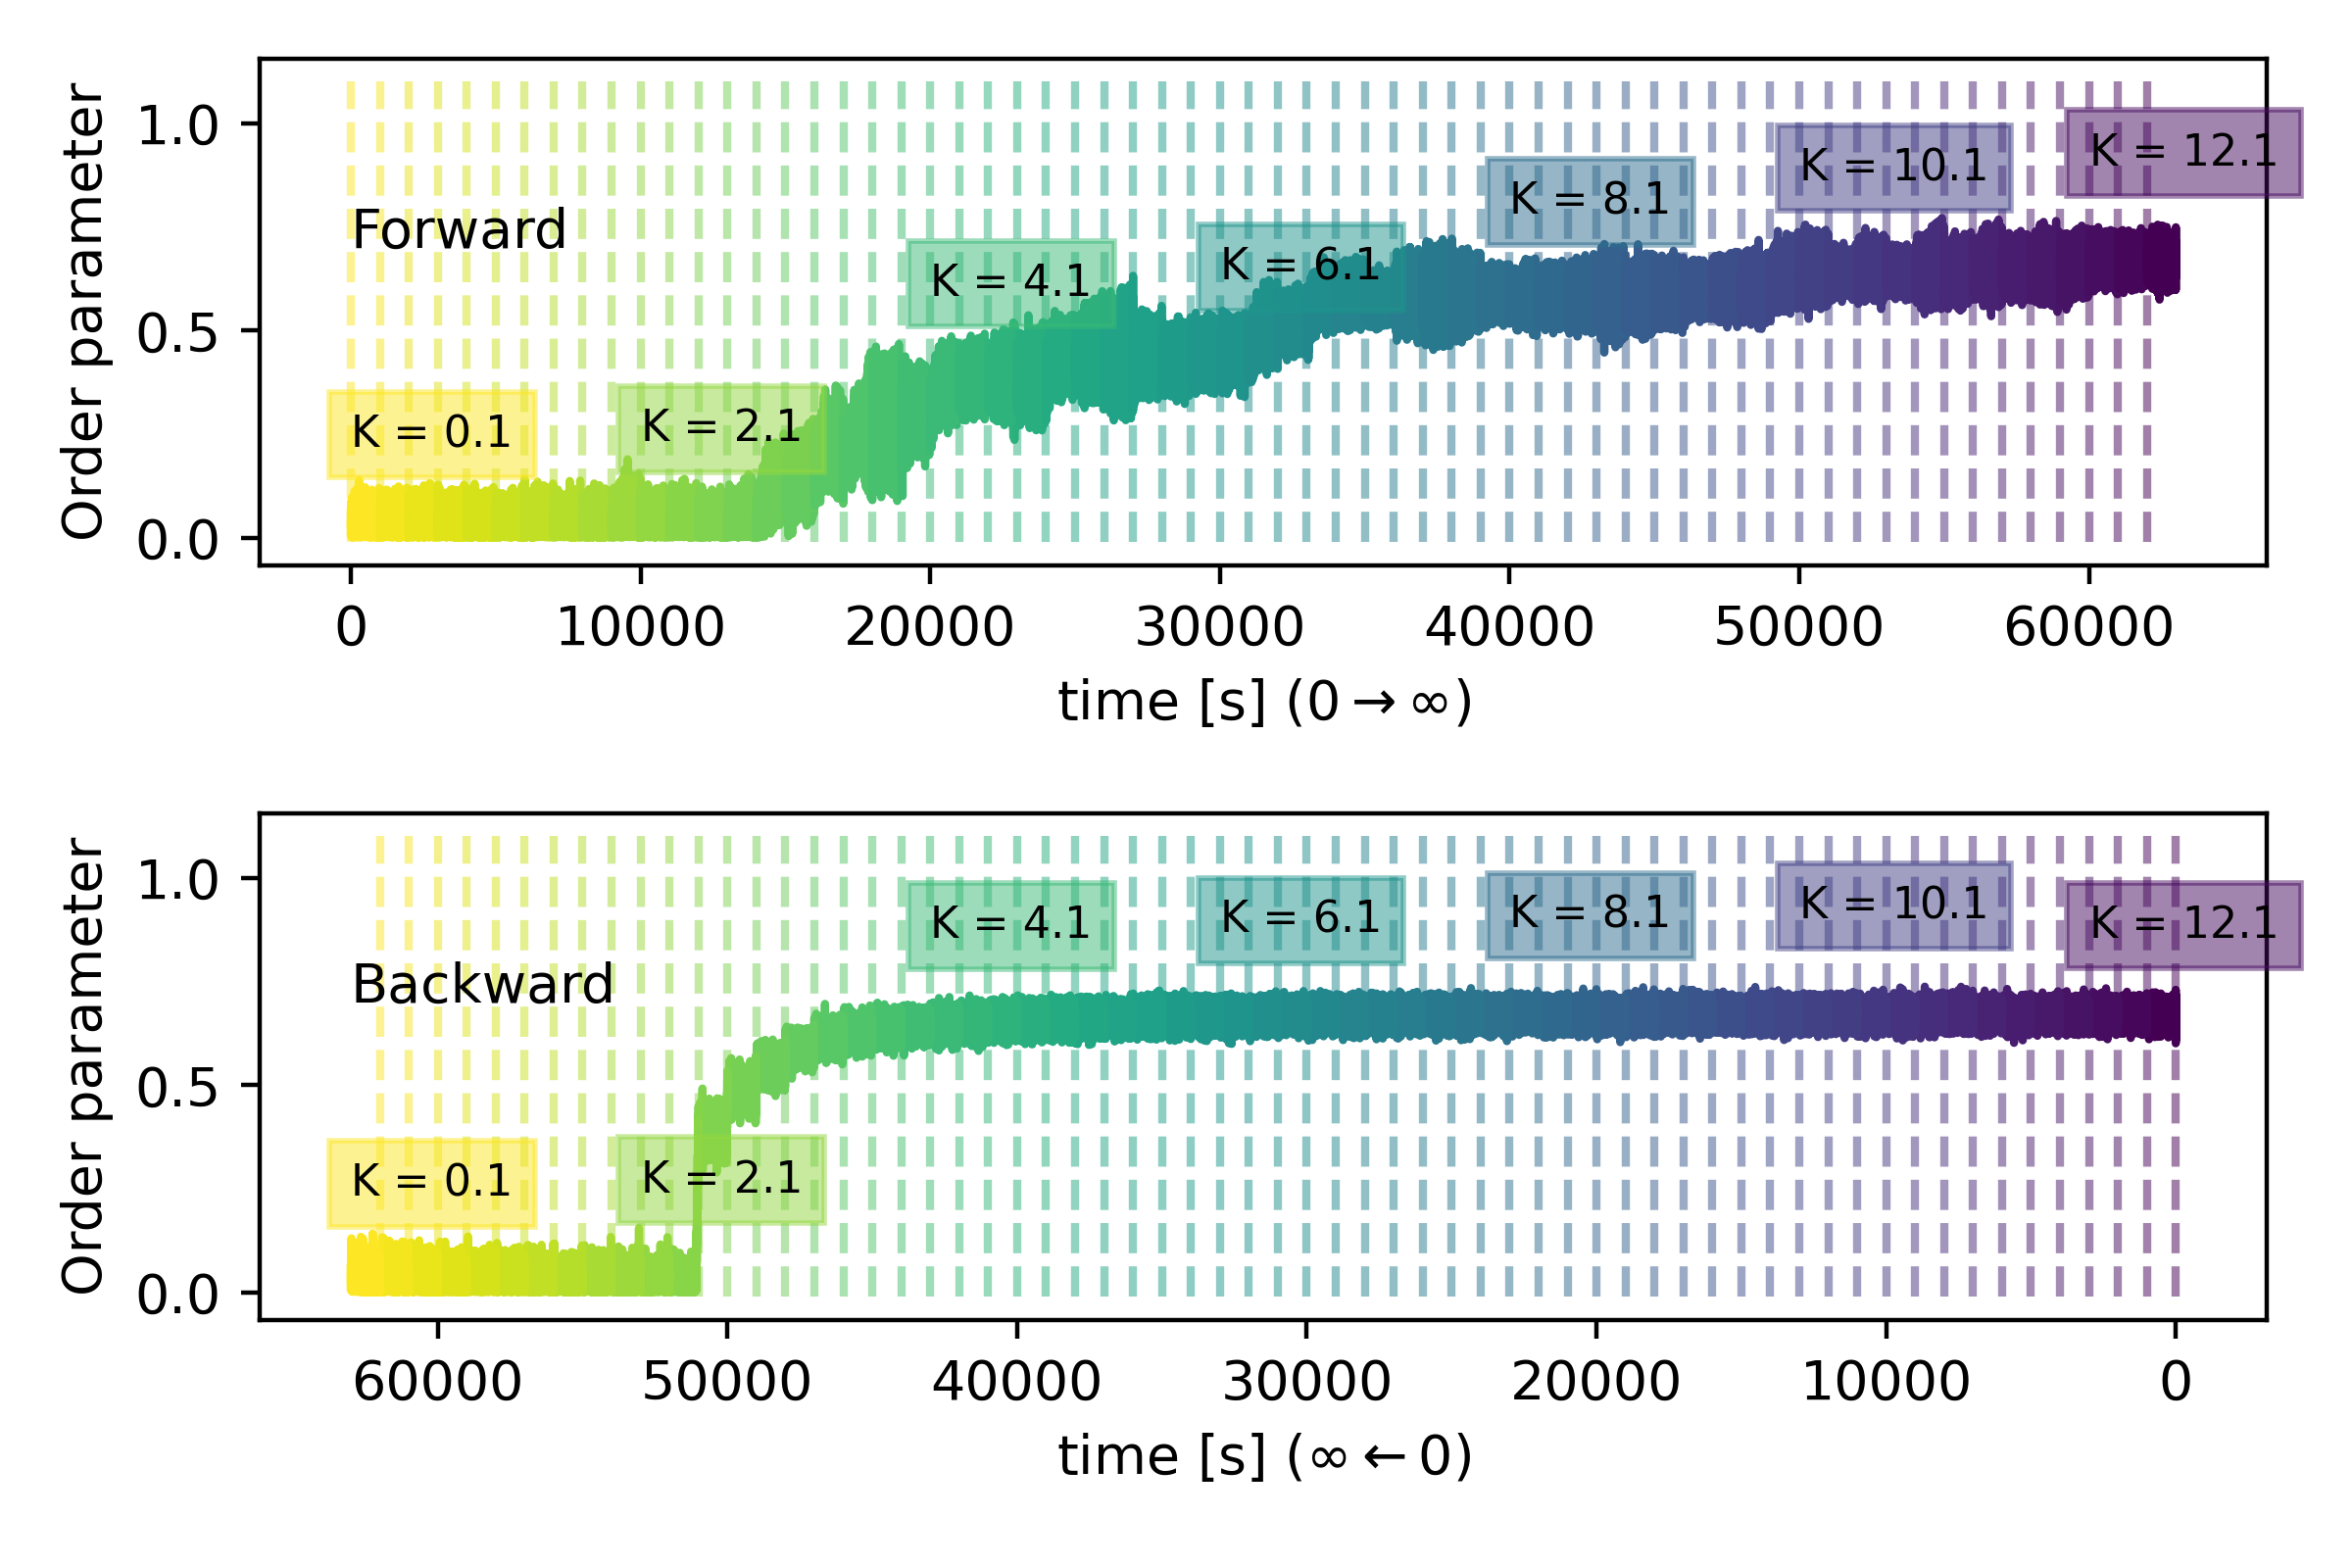 Order parameter
1.0
0.5
0.0
Forward
K = 0.1
K = 2.1
K = 4.1
K = 6.1
K = 8.1
K = 10.1
K = 12.1
0 10000 20000 30000 40000 50000 60000
time [s] (0 → ∞)
Order parameter
1.0
0.5
0.0
Backward
K = 0.1
K = 2.1
K = 4.1
K = 6.1
K = 8.1
K = 10.1
K = 12.1
60000 50000 40000 30000 20000 10000 0
time [s] (∞ ← 0)